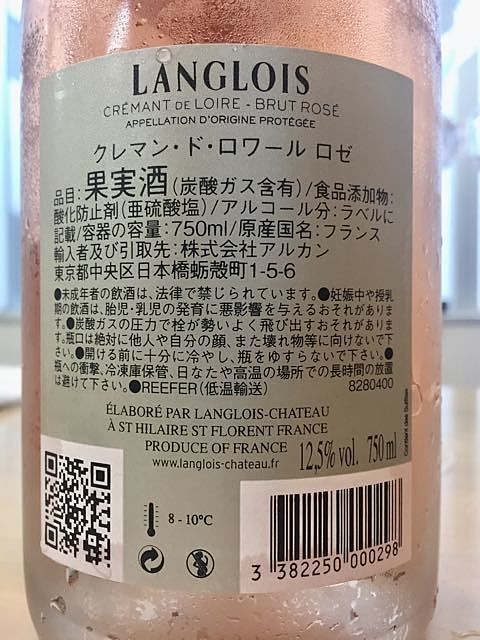 LANGLOIS
CRÉMANT DE LOIRE - BRUT ROSÉ
APPELLATION D'ORIGINE PROTÉGÉE
クレマン・ド・ロワール ロゼ
品目:果実酒(炭酸ガス含有)/食品添加物:
酸化防止剤(亜硫酸塩)/アルコール分:ラベルに
記載/容器の容量:750ml/原産国名:フランス
輸入者及び引取先:株式会社アルカン
東京都中央区日本橋蛎殻町1-5-6
●未成年者の飲酒は、法律で禁じられています。●妊娠中や授乳
期の飲酒は、胎児・乳児の発育に悪影響を与えるおそれがありま
す。●炭酸ガスの圧力で栓が勢いよく飛び出すおそれがありま
す。瓶口は絶対に他人や自分の顔、また壊れ物等に向けないで下
さい。●開ける前に十分に冷やし、瓶をゆすらないで下さい。●
瓶への衝撃、冷凍庫保管、日なたや高温の場所での長時間の放置
は避けて下さい。●REEFER(低温輸送) 8280400
ÉLABORÉ PAR LANGLOIS-CHATEAU
À ST HILAIRE ST FLORENT FRANCE
PRODUCE OF FRANCE
www.langlois-chateau.fr
12,5% vol. 750 ml
Contient des Sulfites
8 - 10°C
3 382250 000298